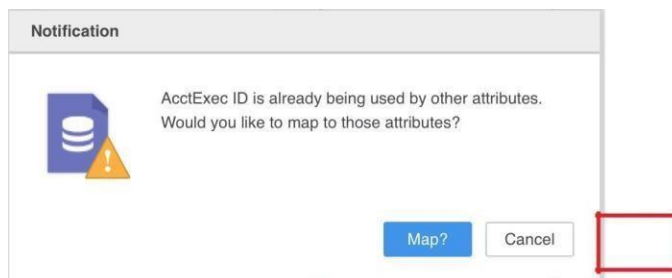 Notification
AcctExec ID is already being used by other attributes.
Would you like to map to those attributes?
Map?
Cancel